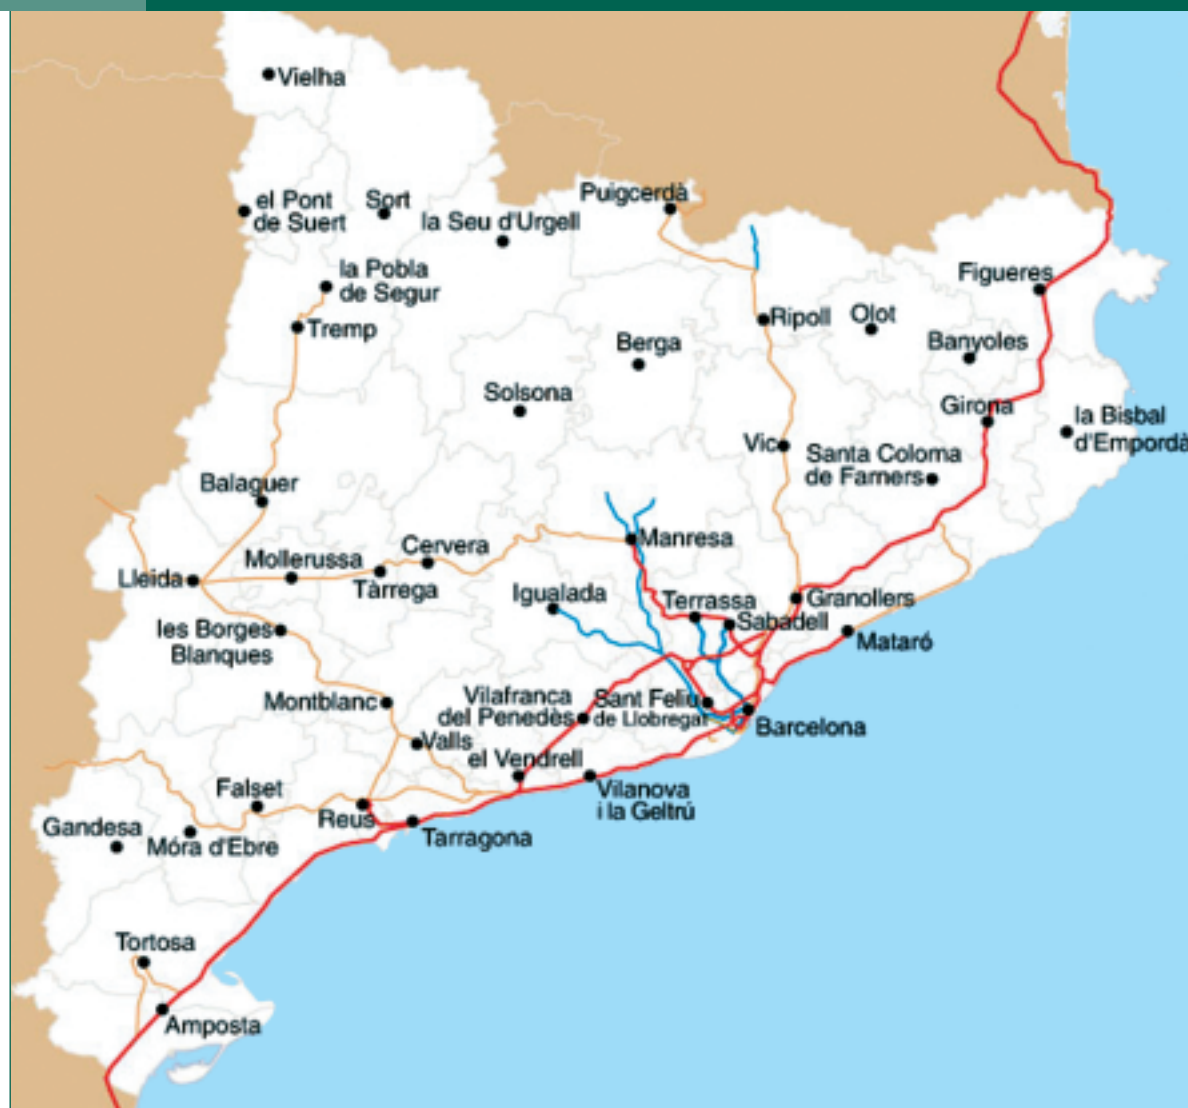 Vielha
el Pont
de Suert
Sort
la Seu d'Urgell
Puigcerdà
la Pobla
de Segur
Figueres
Tremp
Ripoll
Olot
Berga
Banyoles
Solsona
Girona
la Bisbal
d'Empordà
Vic
Santa Coloma
de Farners
Balaguer
Manresa
Cervera
Mollerussa
Lleida
Tàrrega
Igualada
Terrassa
Granollers
Sabadell
les Borges
Blanques
Mataró
Montblanc
Vilafranca
del Penedès
Sant Feliu
de Llobregat
Barcelona
Valls
el Vendrell
Falset
Vilanova
i la Geltrú
Reus
Gandesa
Móra d'Ebre
Tarragona
Tortosa
Amposta